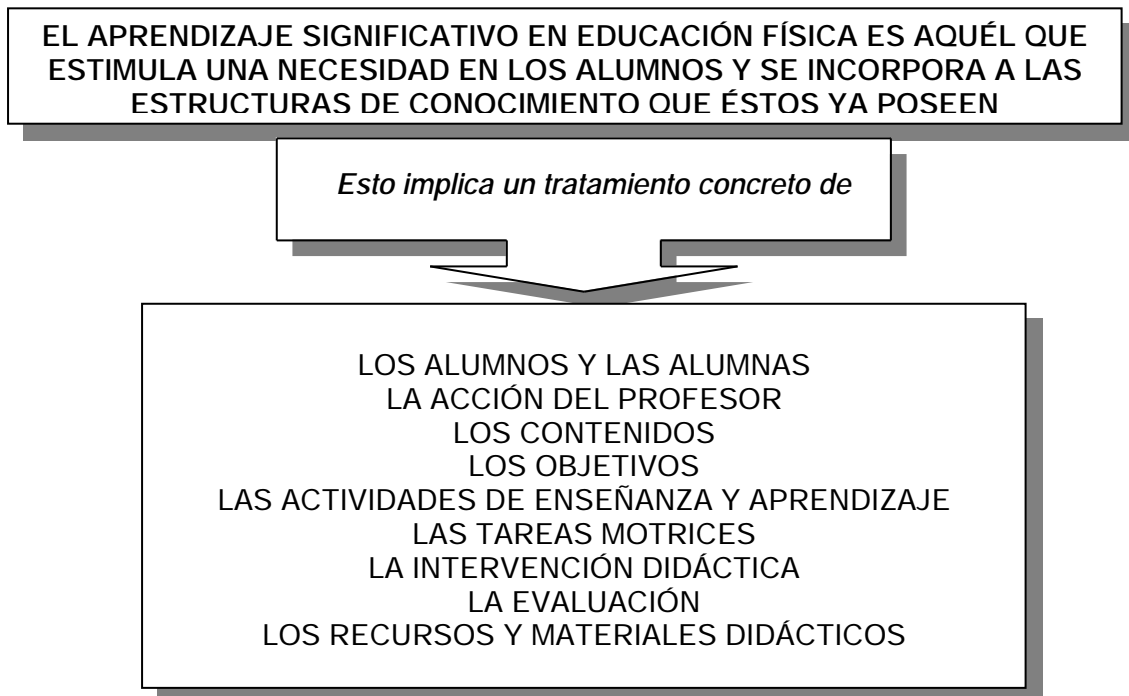 EL APRENDIZAJE SIGNIFICATIVO EN EDUCACIÓN FÍSICA ES AQUÉL QUE
ESTIMULA UNA NECESIDAD EN LOS ALUMNOS Y SE INCORPORA A LAS
ESTRUCTURAS DE CONOCIMIENTO QUE ÉSTOS YA POSEEN
Esto implica un tratamiento concreto de
LOS ALUMNOS Y LAS ALUMNAS
LA ACCIÓN DEL PROFESOR
LOS CONTENIDOS
LOS OBJETIVOS
LAS ACTIVIDADES DE ENSEÑANZA Y APRENDIZAJE
LAS TAREAS MOTRICES
LA INTERVENCIÓN DIDÁCTICA
LA EVALUACIÓN
LOS RECURSOS Y MATERIALES DIDÁCTICOS